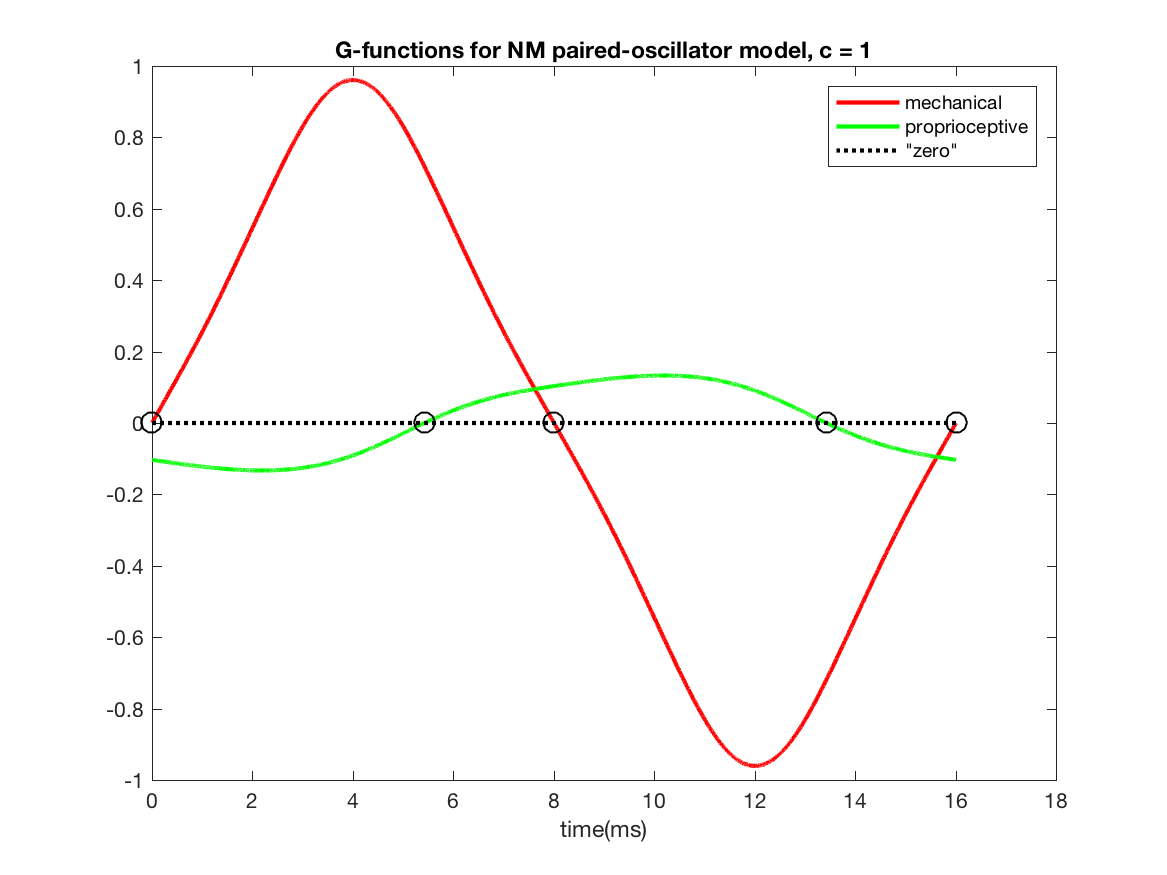 G-functions for NM paired-oscillator model, c = 1
mechanical
proprioceptive
"zero"
1
0.8
0.6
0.4
0.2
0
-0.2
-0.4
-0.6
-0.8
-1
0 2 4 6 8 10 12 14 16 18
time(ms)